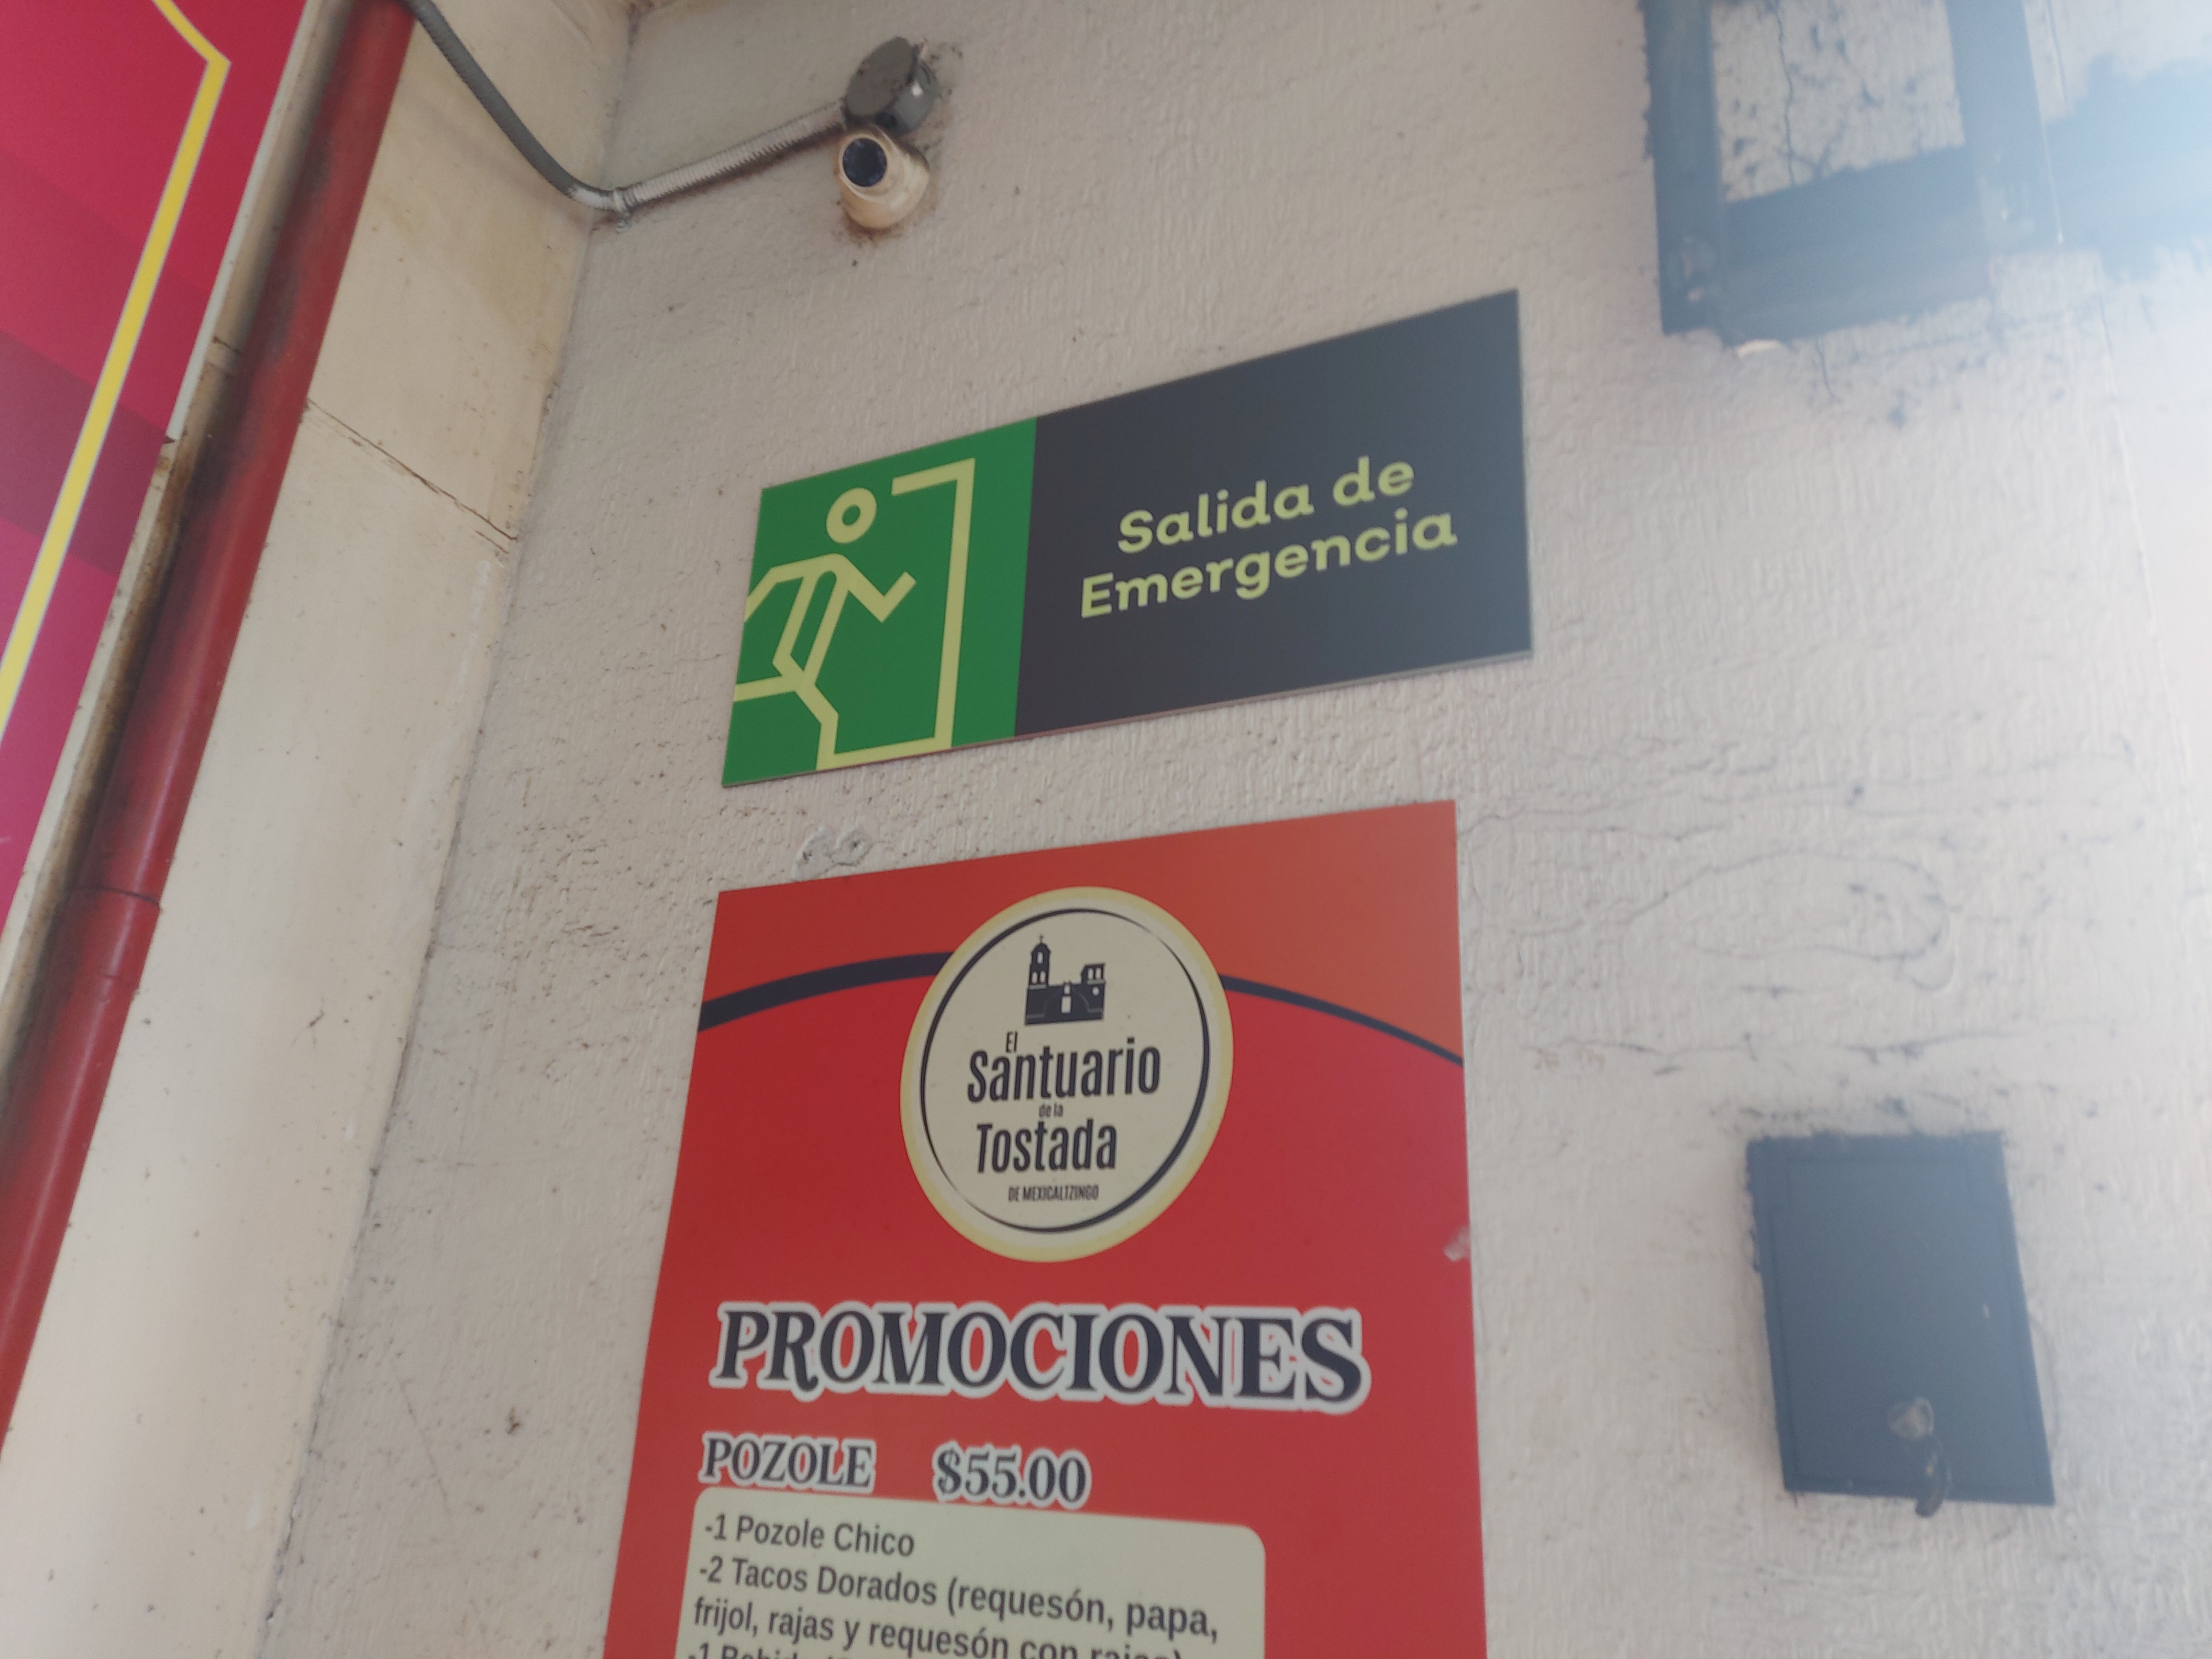 Salida de
Emergencia
El
Santuario
de la
Tostada
DE MEXICALTZINGO
PROMOCIONES
POZOLE $55.00
-1 Pozole Chico
-2 Tacos Dorados (requesón, papa,
frijol, rajas y requesón con rajas)
-1